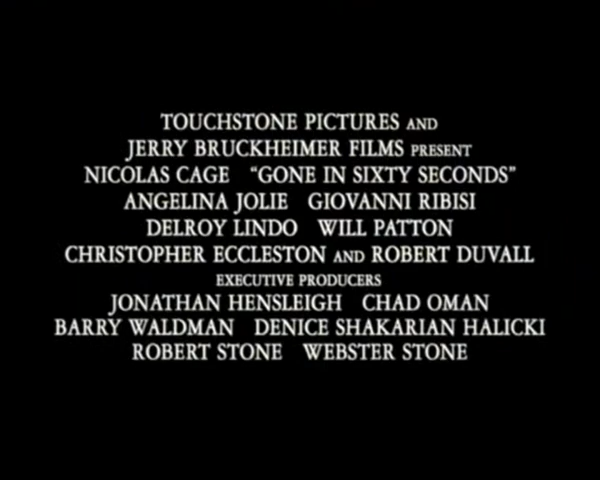 TOUCHSTONE PICTURES AND
JERRY BRUCKHEIMER FILMS PRESENT
NICOLAS CAGE "GONE IN SIXTY SECONDS"
ANGELINA JOLIE GIOVANNI RIBISI
DELROY LINDO WILL PATTON
CHRISTOPHER ECCLESTON AND ROBERT DUVALL
EXECUTIVE PRODUCERS
JONATHAN HENSLEIGH CHAD OMAN
BARRY WALDMAN DENICE SHAKARIAN HALICKI
ROBERT STONE WEBSTER STONE